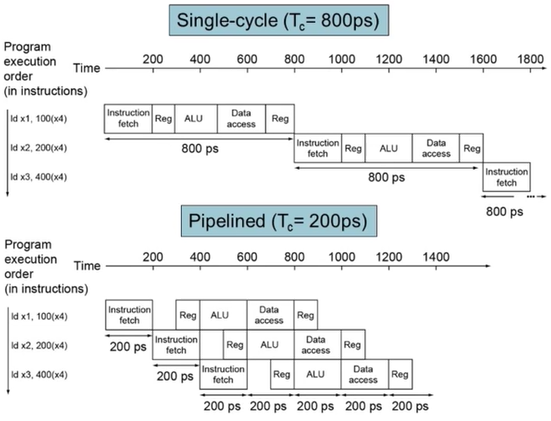 Single-cycle (Tc= 800ps)
Program
execution
order
(in instructions)
Time
200 400 600 800 1000 1200 1400 1600 1800
ld x1, 100(x4)
Instruction
fetch
Reg
ALU
Data
access
Reg
800 ps
ld x2, 200(x4)
Instruction
fetch
Reg
ALU
Data
access
Reg
800 ps
ld x3, 400(x4)
Instruction
fetch
800 ps
...
Pipelined (Tc= 200ps)
Program
execution
order
(in instructions)
Time
200 400 600 800 1000 1200 1400
ld x1, 100(x4)
Instruction
fetch
Reg
ALU
Data
access
Reg
200 ps
ld x2, 200(x4)
Instruction
fetch
Reg
ALU
Data
access
Reg
200 ps
ld x3, 400(x4)
Instruction
fetch
Reg
ALU
Data
access
Reg
200 ps 200 ps 200 ps 200 ps 200 ps